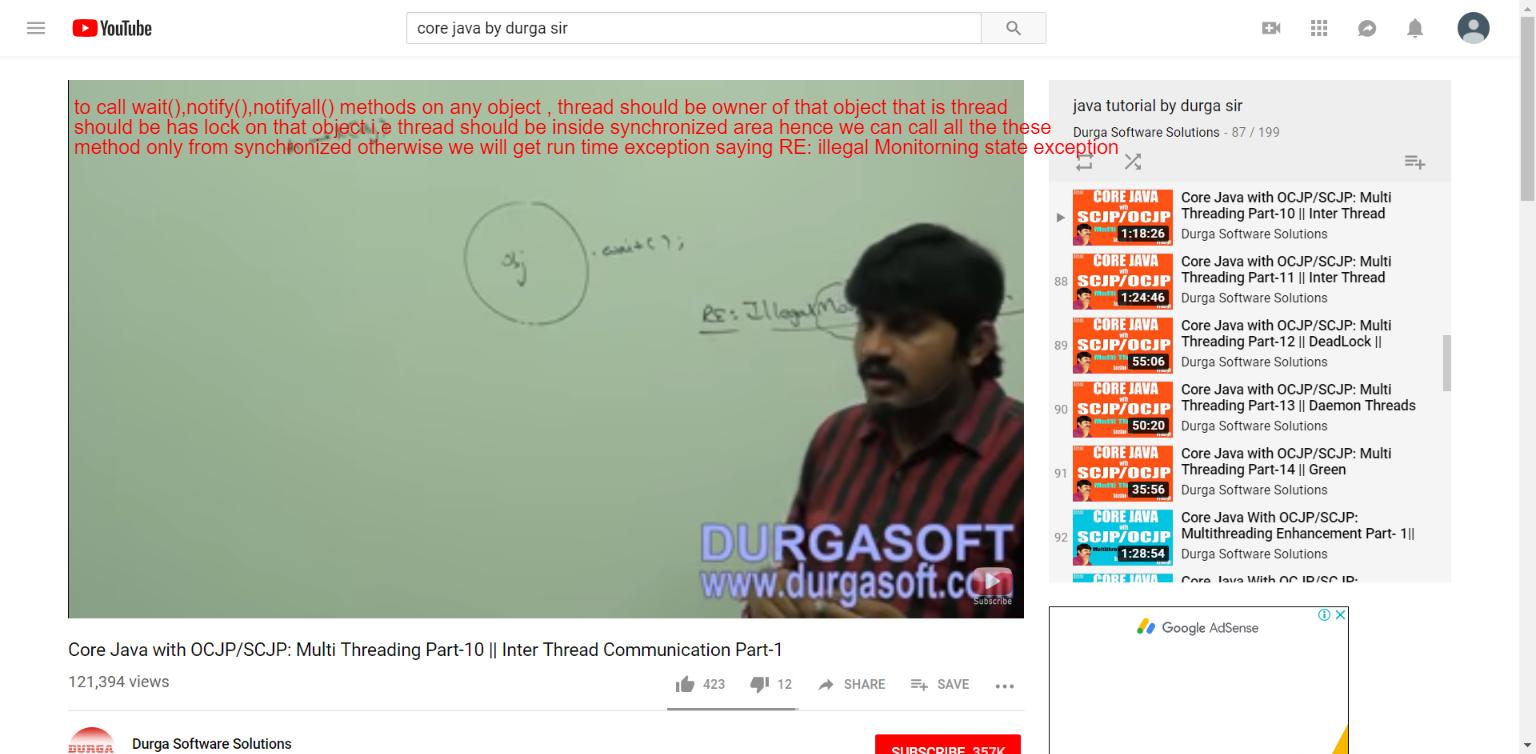 YouTube
core java by durga sir
to call wait(),notify(),notifyall() methods on any object , thread should be owner of that object that is thread
should be has lock on that object i.e thread should be inside synchronized area hence we can call all the these
method only from synchronized otherwise we will get run time exception saying RE: illegal Monitorning state exception
Obj
.wait();
RE: Illegal Mo
DURGASOFT
www.durgasoft.com
Subscribe
Core Java with OCJP/SCJP: Multi Threading Part-10 || Inter Thread Communication Part-1
121,394 views
423
12
SHARE
SAVE
DURGA
Durga Software Solutions
SUBSCRIBE 357K
java tutorial by durga sir
Durga Software Solutions - 87 / 199
CORE JAVA
with
SCJP/OCJP
1:18:26
Core Java with OCJP/SCJP: Multi
Threading Part-10 || Inter Thread
Durga Software Solutions
88
CORE JAVA
with
SCJP/OCJP
1:24:46
Core Java with OCJP/SCJP: Multi
Threading Part-11 || Inter Thread
Durga Software Solutions
89
CORE JAVA
with
SCJP/OCJP
55:06
Core Java with OCJP/SCJP: Multi
Threading Part-12 || DeadLock ||
Durga Software Solutions
90
CORE JAVA
with
SCJP/OCJP
50:20
Core Java with OCJP/SCJP: Multi
Threading Part-13 || Daemon Threads
Durga Software Solutions
91
CORE JAVA
with
SCJP/OCJP
35:56
Core Java with OCJP/SCJP: Multi
Threading Part-14 || Green
Durga Software Solutions
92
CORE JAVA
with
SCJP/OCJP
1:28:54
Core Java With OCJP/SCJP:
Multithreading Enhancement Part- 1||
Durga Software Solutions
CORE JAVA
Core Java With OCJP/SCJP:
Google AdSense